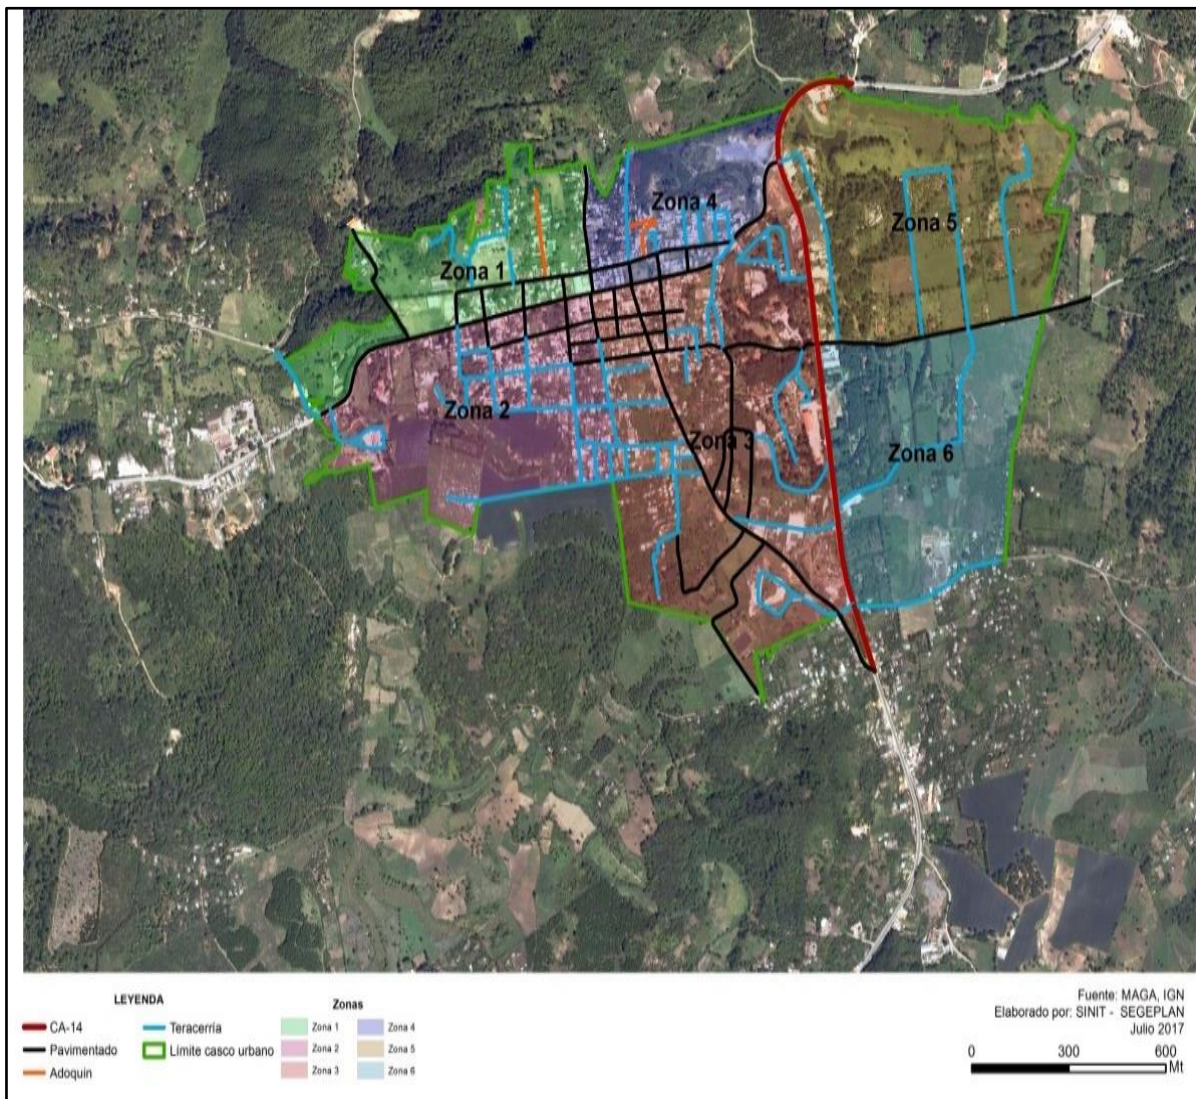 Zona 4
Zona 5
Zona 1
Zona 2
Zona 3
Zona 6
LEYENDA
CA-14
Pavimentado
Adoquin
Teracerria
Límite casco urbano
Zonas
Zona 1
Zona 2
Zona 3
Zona 4
Zona 5
Zona 6
Fuente: MAGA, IGN
Elaborado por: SINIT - SEGEPLAN
Julio 2017
0 300 600
Mt